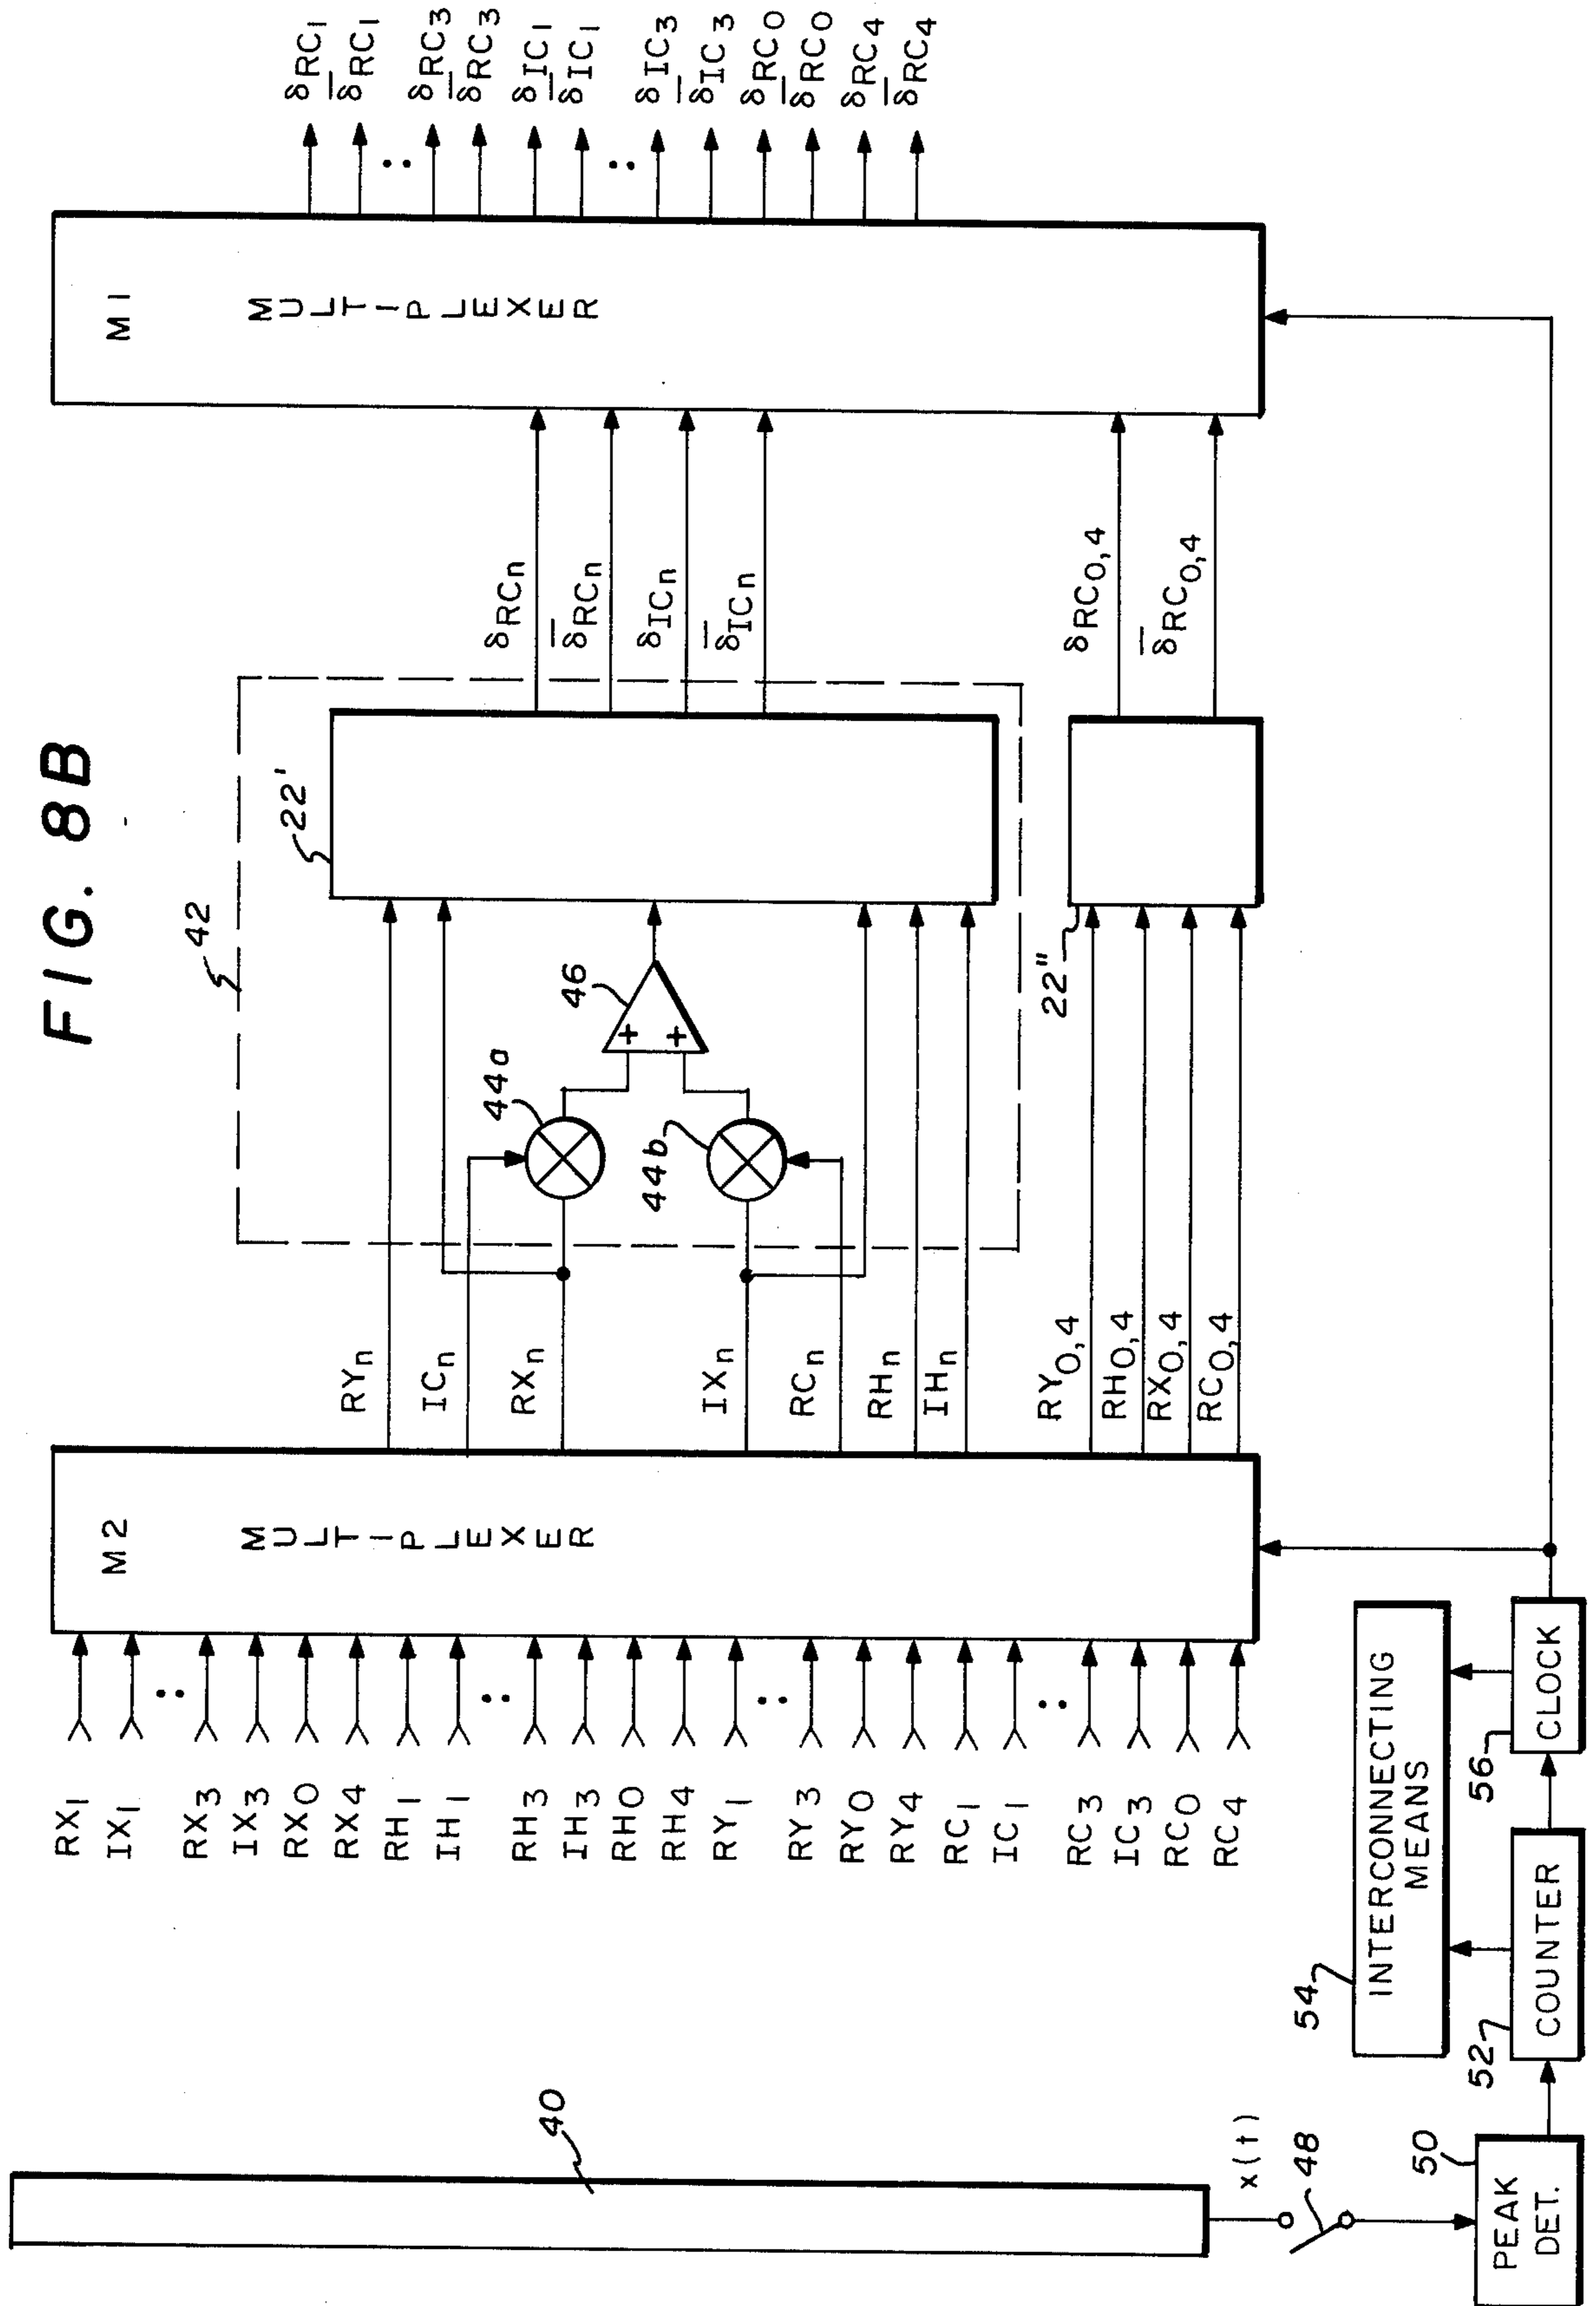 FIG. 8B
40
x(t)
48
50
PEAK
DET.
52
COUNTER
54
INTERCONNECTING
MEANS
56
CLOCK
RX1
IX1
RX3
IX3
RX0
RX4
RH1
IH1
RH3
IH3
RH0
RH4
RY1
RY3
RY0
RY4
RC1
IC1
RC3
IC3
RC0
RC4
M2
MULTIPLEXER
RYn
ICn
RXn
IXn
RCn
RHn
IHn
RY0,4
RH0,4
RX0,4
RC0,4
42
44a
44b
46
+
+
22'
22"
δRCn
δ̅RCn
δICn
δ̅ICn
δRC0,4
δ̅RC0,4
M1
MULTIPLEXER
δRC1
δ̅RC1
δRC3
δ̅RC3
δIC1
δ̅IC1
δIC3
δ̅IC3
δRC0
δ̅RC0
δRC4
δ̅RC4